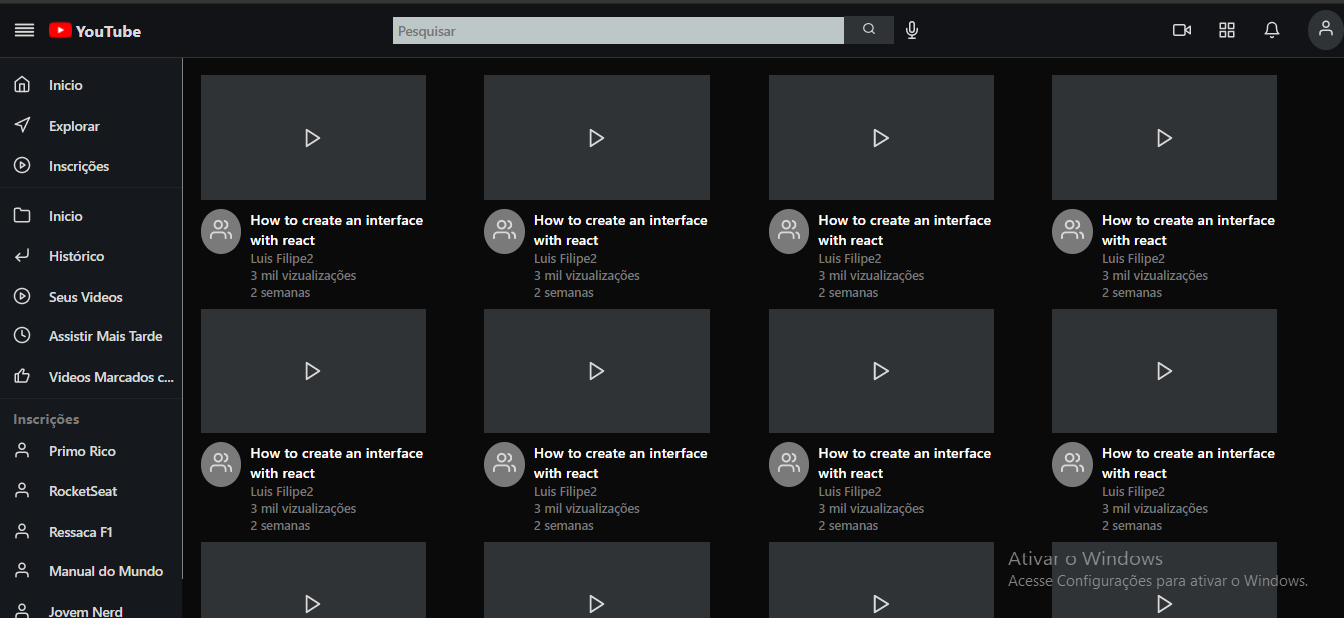 YouTube
Pesquisar
Inicio
Explorar
Inscrições
Inicio
Histórico
Seus Videos
Assistir Mais Tarde
Videos Marcados c...
Inscrições
Primo Rico
RocketSeat
Ressaca F1
Manual do Mundo
Jovem Nerd
How to create an interface
with react
Luis Filipe2
3 mil vizualizações
2 semanas
How to create an interface
with react
Luis Filipe2
3 mil vizualizações
2 semanas
How to create an interface
with react
Luis Filipe2
3 mil vizualizações
2 semanas
How to create an interface
with react
Luis Filipe2
3 mil vizualizações
2 semanas
How to create an interface
with react
Luis Filipe2
3 mil vizualizações
2 semanas
How to create an interface
with react
Luis Filipe2
3 mil vizualizações
2 semanas
How to create an interface
with react
Luis Filipe2
3 mil vizualizações
2 semanas
How to create an interface
with react
Luis Filipe2
3 mil vizualizações
2 semanas
Ativar o Windows
Acesse Configurações para ativar o Windows.